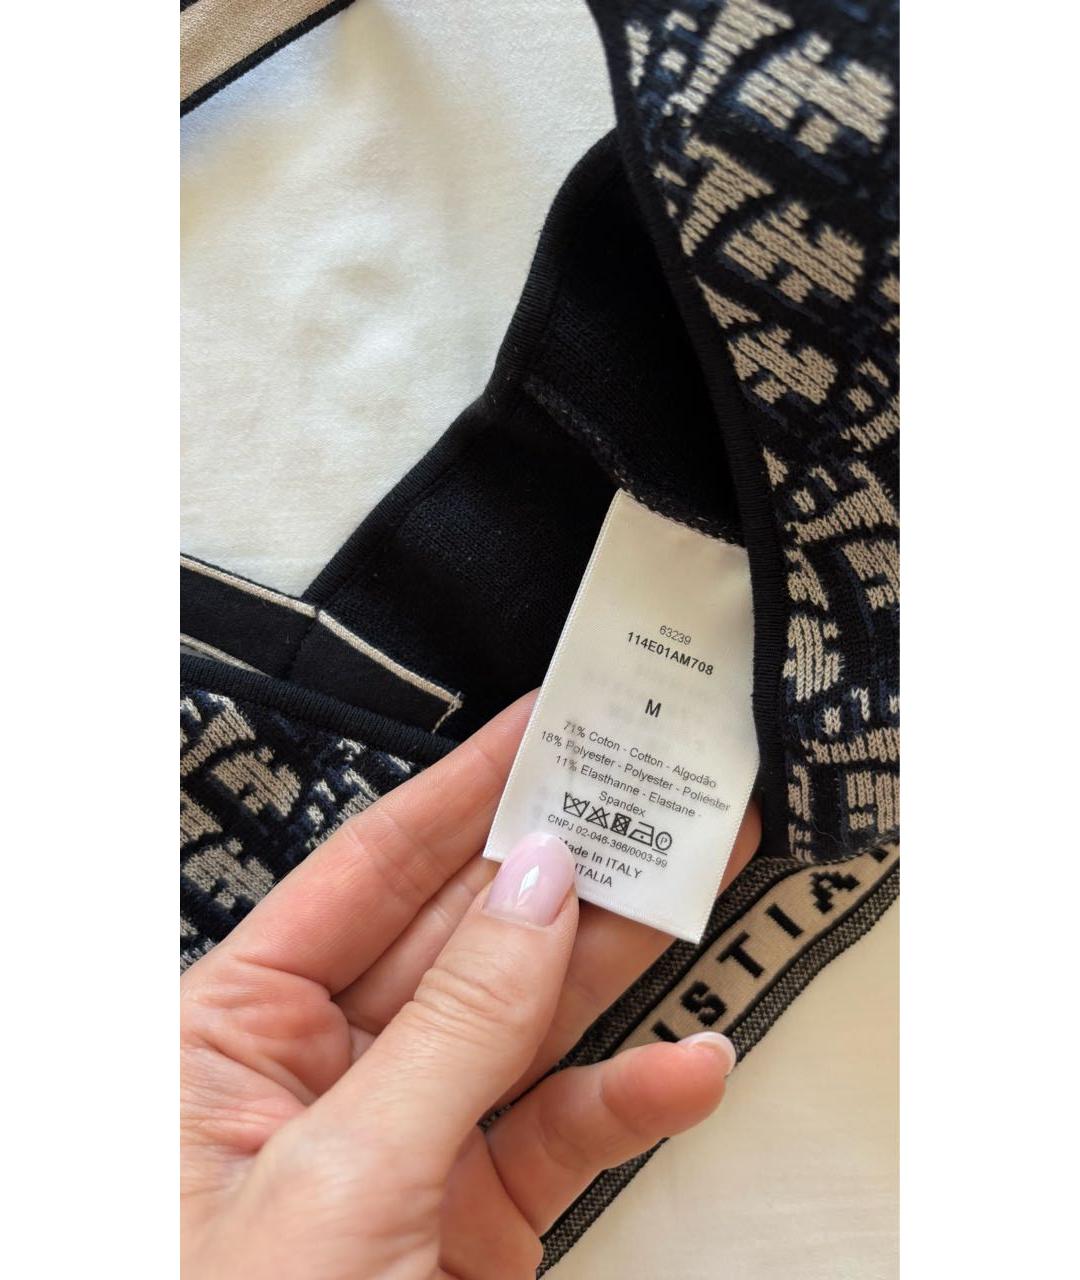 63239
114E01AM708
M
71% Coton - Cotton - Algodão
18% Polyester - Polyester - Poliéster
11% Elasthanne - Elastane -
Spandex
CNPJ 02-046-366/0003-99
Made In ITALY
ITALIA
ISTIA